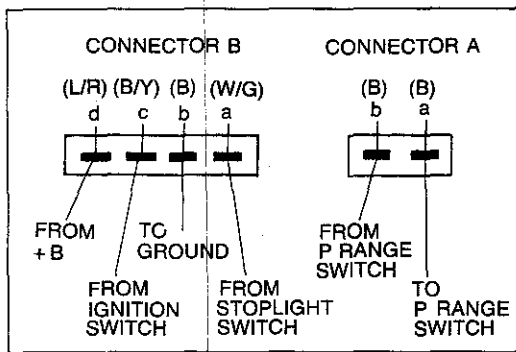 CONNECTOR B
(L/R) (B/Y) (B) (W/G)
d c b a
FROM
+B
TO
GROUND
FROM
IGNITION
SWITCH
FROM
STOPLIGHT
SWITCH
CONNECTOR A
(B) (B)
b a
FROM
P RANGE
SWITCH
TO
P RANGE
SWITCH